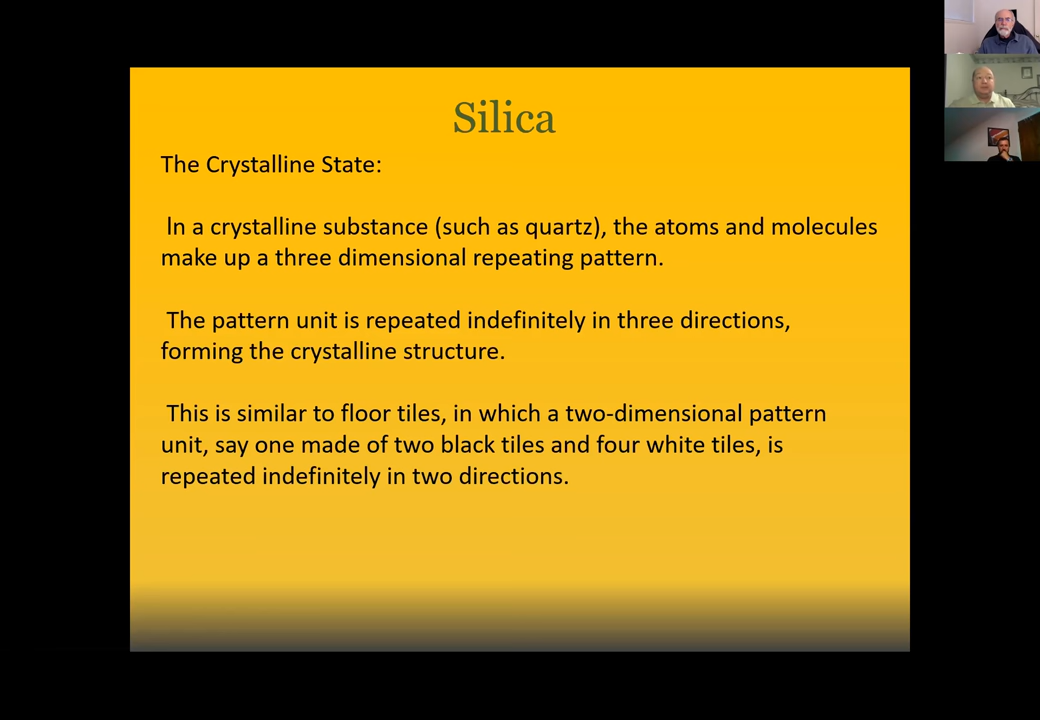 Silica
The Crystalline State:
In a crystalline substance (such as quartz), the atoms and molecules
make up a three dimensional repeating pattern.
The pattern unit is repeated indefinitely in three directions,
forming the crystalline structure.
This is similar to floor tiles, in which a two-dimensional pattern
unit, say one made of two black tiles and four white tiles, is
repeated indefinitely in two directions.